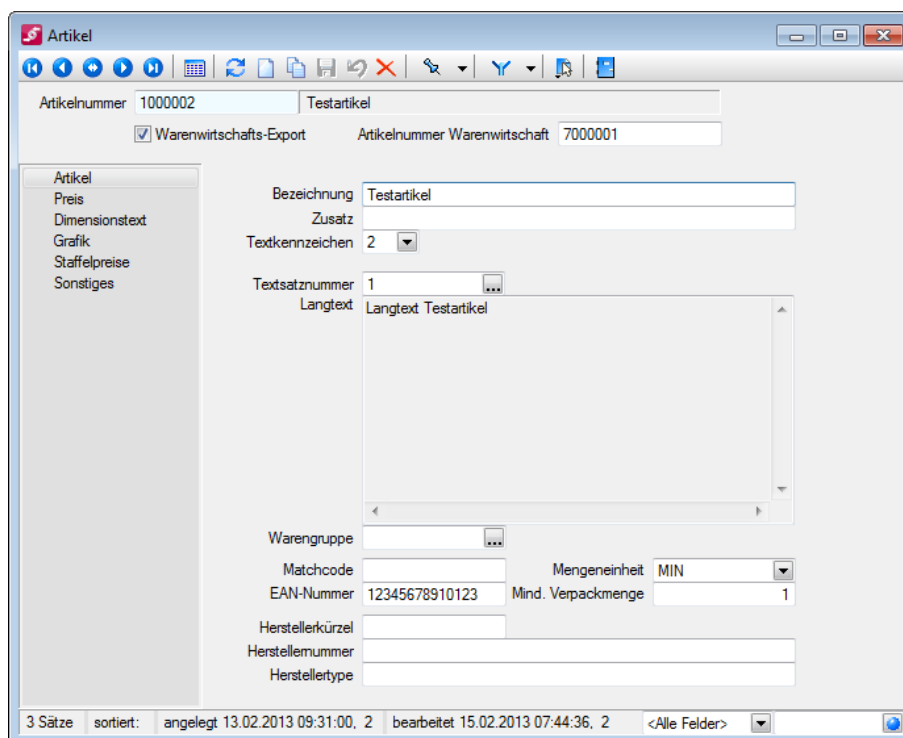 Artikel
Artikelnummer 1000002 Testartikel
Warenwirtschafts-Export Artikelnummer Warenwirtschaft 7000001
Artikel
Preis
Dimensionstext
Grafik
Staffelpreise
Sonstiges
Bezeichnung Testartikel
Zusatz
Textkennzeichen 2
Textsatznummer 1 ...
Langtext Langtext Testartikel
Warengruppe ...
Matchcode Mengeneinheit MIN
EAN-Nummer 12345678910123 Mind. Verpackmenge 1
Herstellerkürzel
Herstellernummer
Herstellertype
3 Sätze sortiert: angelegt 13.02.2013 09:31:00, 2 bearbeitet 15.02.2013 07:44:36, 2 <Alle Felder>